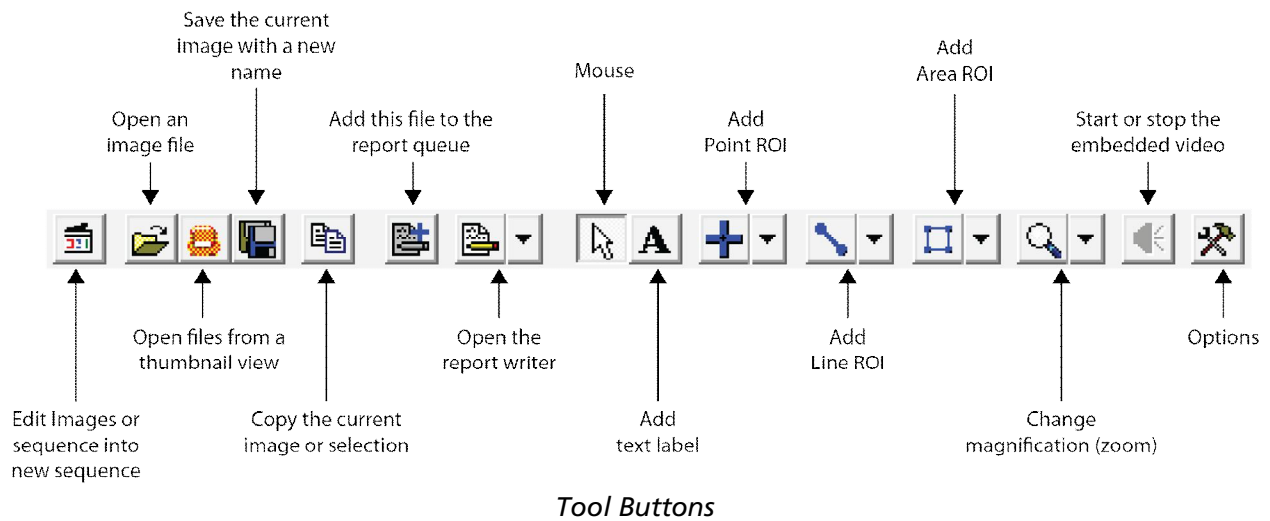 Save the current
image with a new
name
Mouse
Add
Area ROI
Open an
image file
Add this file to the
report queue
Add
Point ROI
Start or stop the
embedded video
A
Open files from a
thumbnail view
Open the
report writer
Add
Line ROI
Options
Edit Images or
sequence into
new sequence
Copy the current
image or selection
Add
text label
Change
magnification (zoom)
Tool Buttons